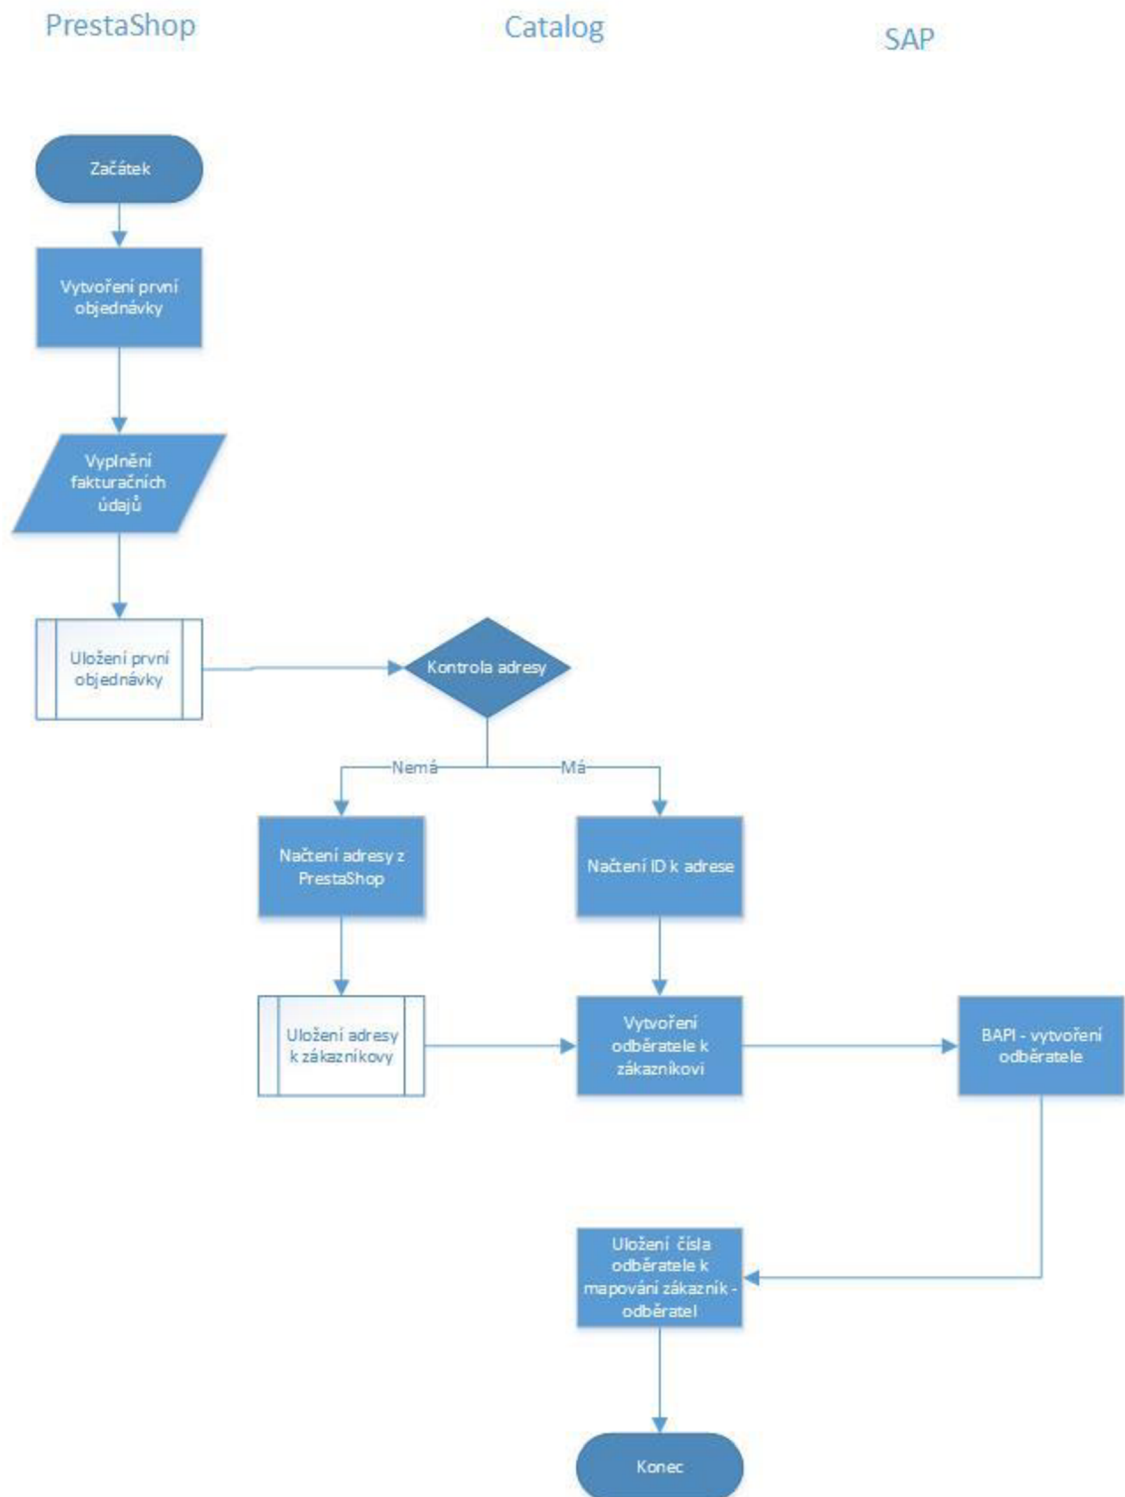 PrestaShop
Catalog
SAP
Začátek
Vytvoření první
objednávky
Vyplnění
fakturačních
údajů
Uložení první
objednávky
Kontrola adresy
Nemá
Má
Načtení adresy z
PrestaShop
Načtení ID k adrese
Uložení adresy
k zákazníkovy
Vytvoření
odběratele k
zákazníkovi
BAPI - vytvoření
odběratele
Uložení čísla
odběratele k
mapování zákazník -
odběratel
Konec